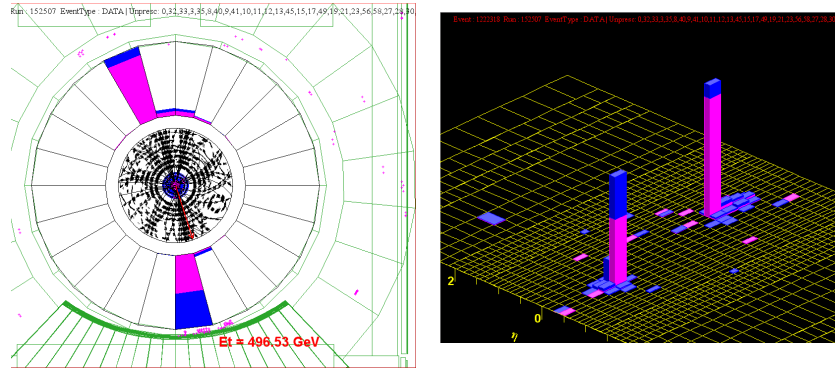 Run : 152507 EventType : DATA | Unpresc: 0,32,33,3,35,8,40,9,41,10,11,12,13,45,15,17,49,19,21,23,56,58,27,28,30,
Et = 496.53 GeV
Event : 1222318 Run : 152507 EventType : DATA | Unpresc: 0,32,33,3,35,8,40,9,41,10,11,12,13,45,15,17,49,19,21,23,56,58,27,28,30
2
0
η